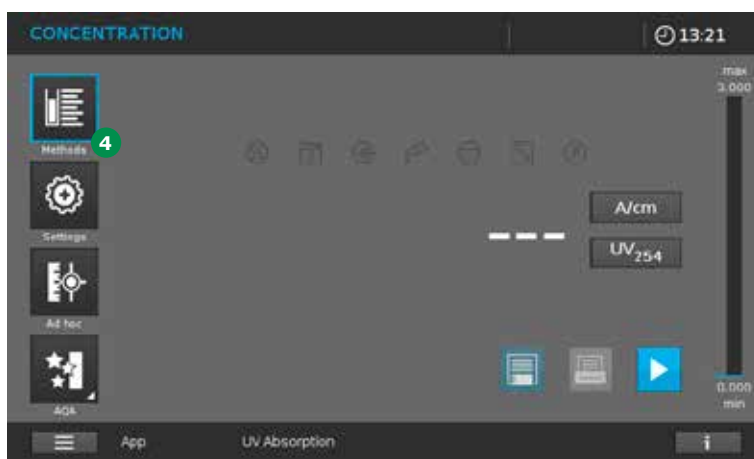 CONCENTRATION
13:21
max
3.000
Methods
4
Settings
A/cm
UV254
Ad hoc
AQA
0.000
min
App
UV Absorption
i